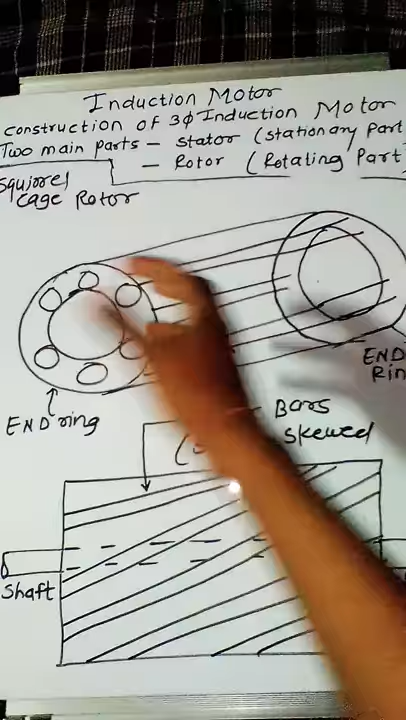 Induction Motor
construction of 3φ Induction Motor
Two main parts - stator (stationary Part
- Rotor (Rotating Part)
squirrel
cage Rotor
END
Rin
END ring
Bars
skewed
shaft